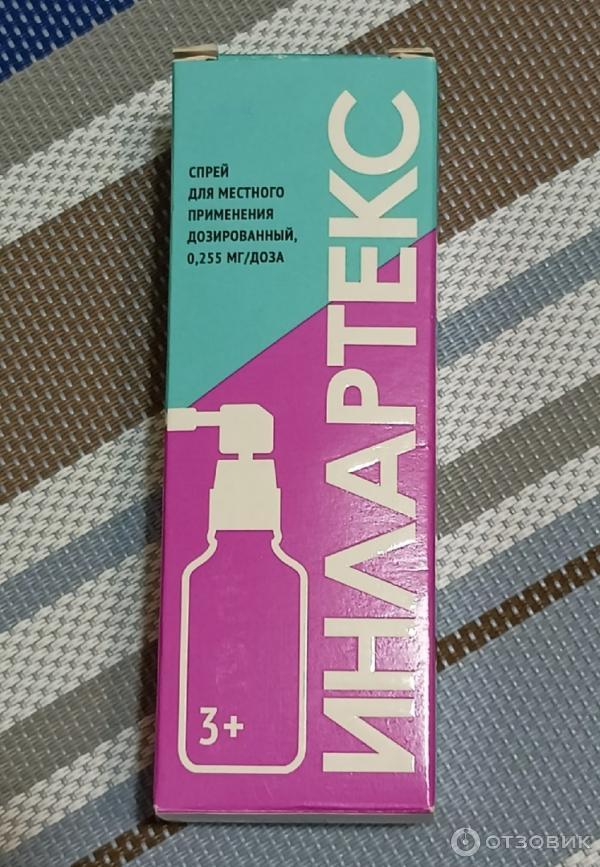 СПРЕЙ
ДЛЯ МЕСТНОГО
ПРИМЕНЕНИЯ
ДОЗИРОВАННЫЙ,
0,255 МГ/ДОЗА
ИНЛАРТЕКС
3+
ОТЗОВИК